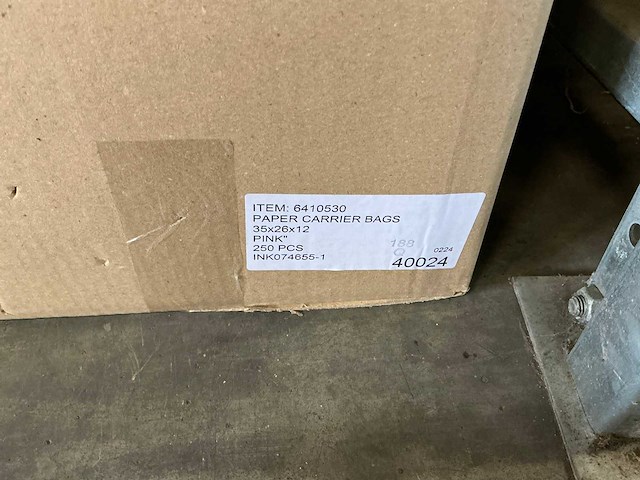 ITEM: 6410530
PAPER CARRIER BAGS
35x26x12
PINK"
250 PCS
INK074655-1
188
0224
40024